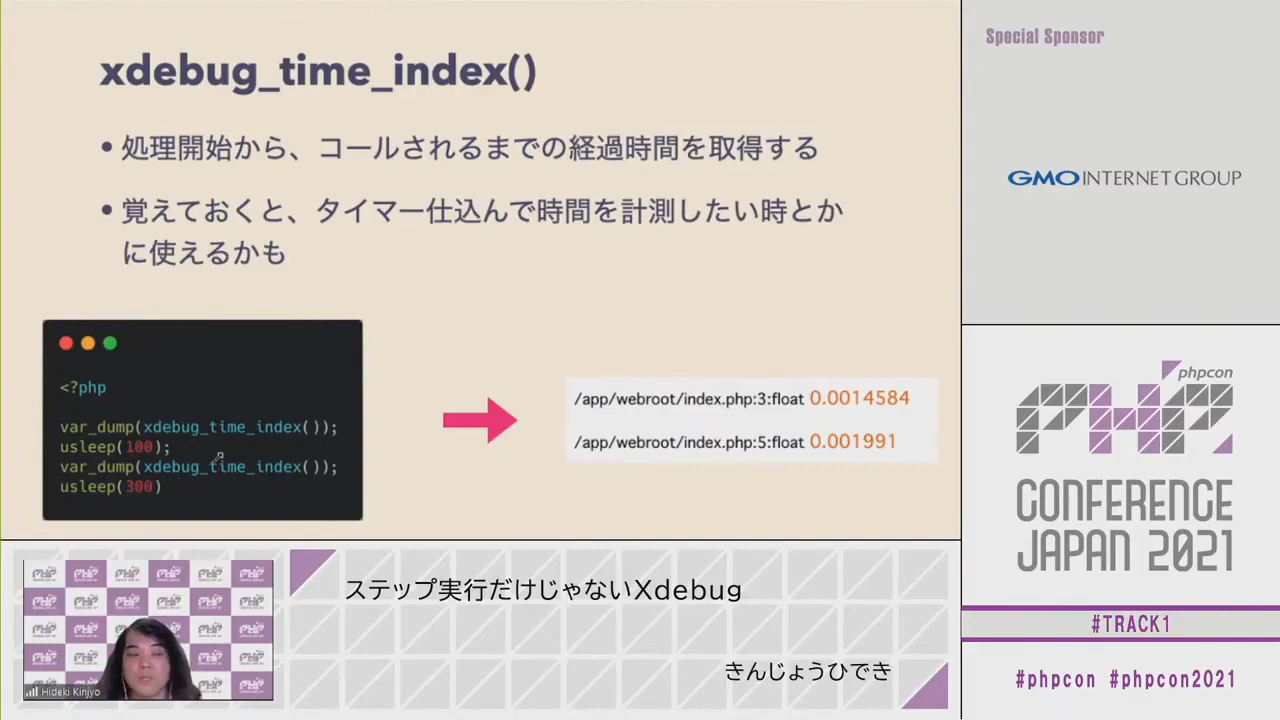 xdebug_time_index()
• 処理開始から、コールされるまでの経過時間を取得する
• 覚えておくと、タイマー仕込んで時間を計測したい時とか
に使えるかも
<?php
var_dump(xdebug_time_index());
usleep(100);
var_dump(xdebug_time_index());
usleep(300)
/app/webroot/index.php:3:float 0.0014584
/app/webroot/index.php:5:float 0.001991
Hideki Kinjyo
ステップ実行だけじゃないXdebug
きんじょうひでき
Special Sponsor
GMO INTERNET GROUP
phpcon
PHP
CONFERENCE
JAPAN 2021
#TRACK1
#phpcon #phpcon2021